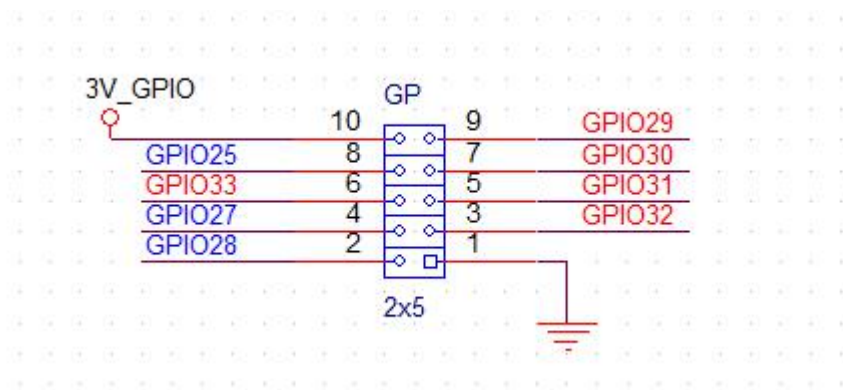 3V_GPIO GP
10 9 GPIO29
GPIO25 8 7 GPIO30
GPIO33 6 5 GPIO31
GPIO27 4 3 GPIO32
GPIO28 2 1
2x5